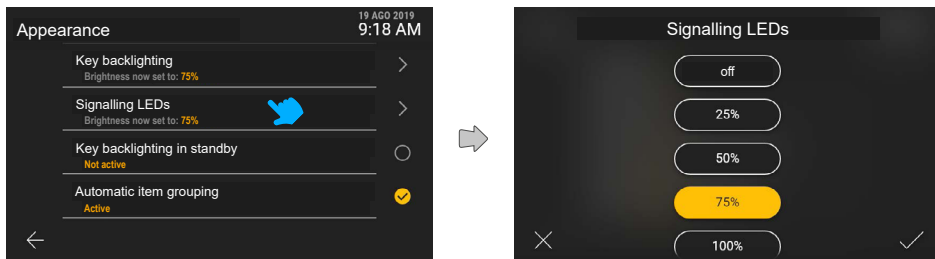 19 AGO 2019
Appearance
9:18 AM
Key backlighting
Brightness now set to: 75%
Signalling LEDs
Brightness now set to: 75%
Key backlighting in standby
Not active
Automatic item grouping
Active
Signalling LEDs
off
25%
50%
75%
100%